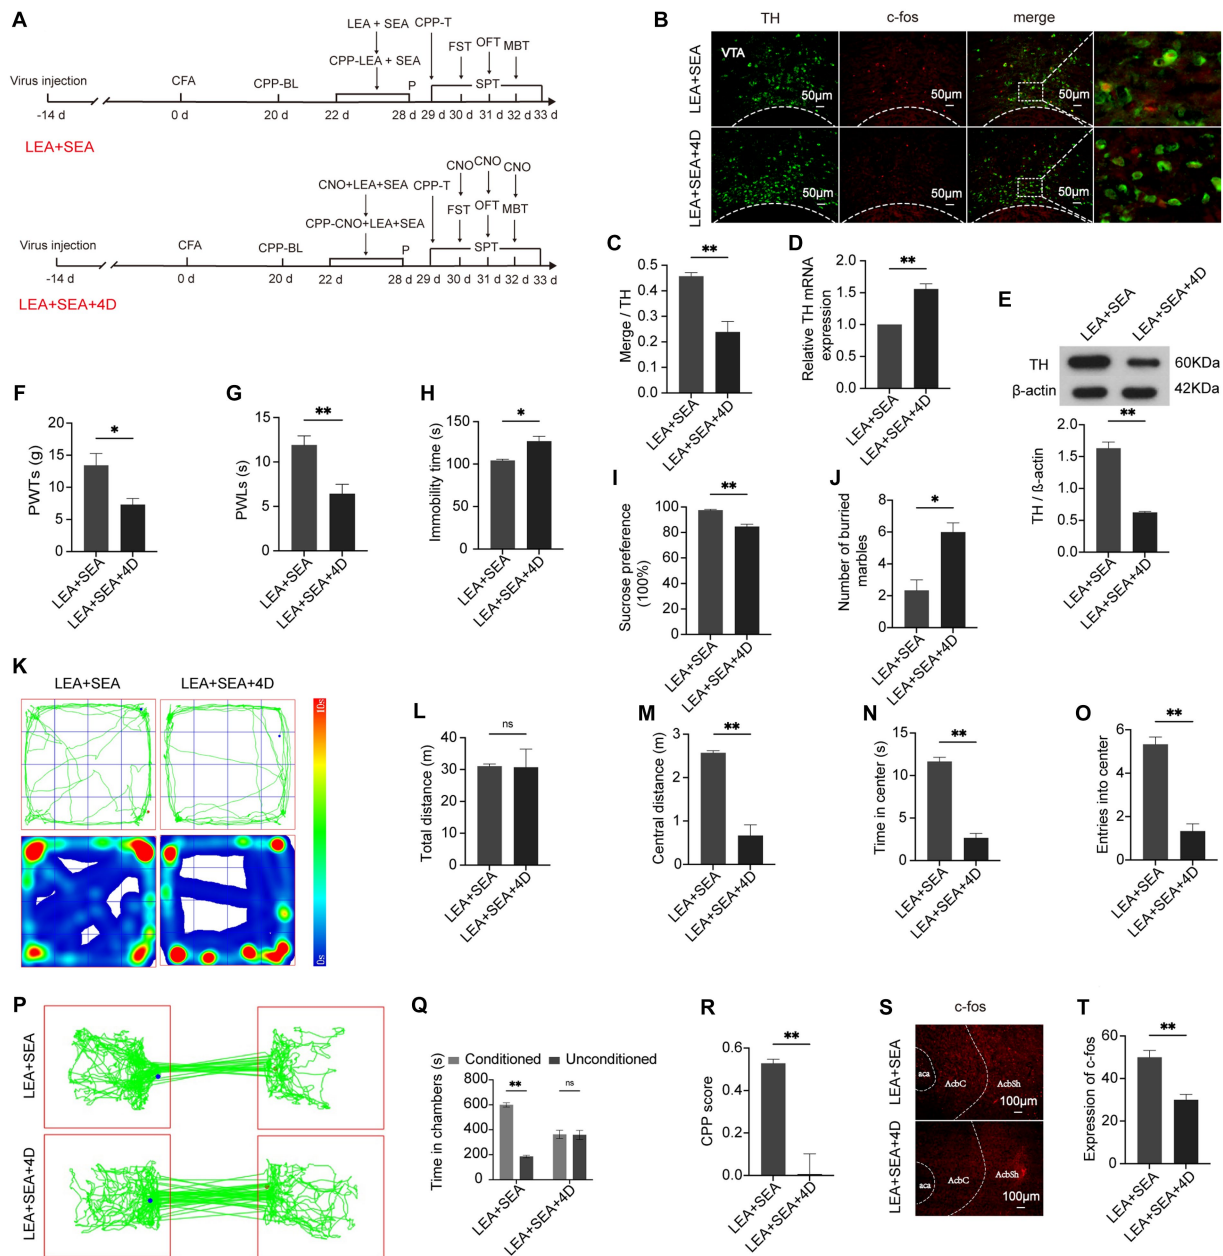 A
LEA + SEA
CPP-T
CPP-LEA + SEA
FST
OFT
MBT
Virus injection
CFA
CPP-BL
P
SPT
-14 d
0 d
20 d
22 d
28 d
29 d
30 d
31 d
32 d
33 d
LEA+SEA
CNO
CNO
CNO
CNO+LEA+SEA
CPP-T
CPP-CNO+LEA+SEA
FST
OFT
MBT
Virus injection
CFA
CPP-BL
P
SPT
-14 d
0 d
20 d
22 d
28 d
29 d
30 d
31 d
32 d
33 d
LEA+SEA+4D
B
TH
c-fos
merge
LEA+SEA
VTA
50μm
50μm
50μm
LEA+SEA+4D
50μm
50μm
50μm
C
**
Merge / TH
0.5
0.4
0.3
0.2
0.1
0.0
LEA+SEA
LEA+SEA+4D
D
**
Relative TH mRNA
expression
2.0
1.5
1.0
1.5
0.0
LEA+SEA
LEA+SEA+4D
E
LEA+SEA
LEA+SEA+4D
TH
60KDa
β-actin
42KDa
**
TH / ß-actin
2.0
1.5
1.0
0.5
0.0
LEA+SEA
LEA+SEA+4D
F
*
PWTs (g)
20
15
10
5
0
LEA+SEA
LEA+SEA+4D
G
**
PWLs (s)
15
10
5
0
LEA+SEA
LEA+SEA+4D
H
*
Immobility time (s)
150
100
50
0
LEA+SEA
LEA+SEA+4D
I
**
Sucrose preference
(100%)
100
80
60
40
20
0
LEA+SEA
LEA+SEA+4D
J
*
Number of burried
marbles
8
6
4
2
0
LEA+SEA
LEA+SEA+4D
K
LEA+SEA
LEA+SEA+4D
10s
0s
L
ns
Total distance (m)
40
30
20
10
0
LEA+SEA
LEA+SEA+4D
M
**
Central distance (m)
3
2
1
0
LEA+SEA
LEA+SEA+4D
N
**
Time in center (s)
15
10
5
0
LEA+SEA
LEA+SEA+4D
O
**
Entries into center
6
4
2
0
LEA+SEA
LEA+SEA+4D
P
LEA+SEA
LEA+SEA+4D
Q
Conditioned
Unconditioned
**
ns
Time in chambers (s)
800
600
400
200
0
LEA+SEA
LEA+SEA+4D
R
**
CPP score
0.6
0.4
0.2
0.0
LEA+SEA
LEA+SEA+4D
S
c-fos
LEA+SEA
aca
AcbC
AcbSh
100μm
LEA+SEA+4D
aca
AcbC
AcbSh
100μm
T
**
Expression of c-fos
60
40
20
0
LEA+SEA
LEA+SEA+4D